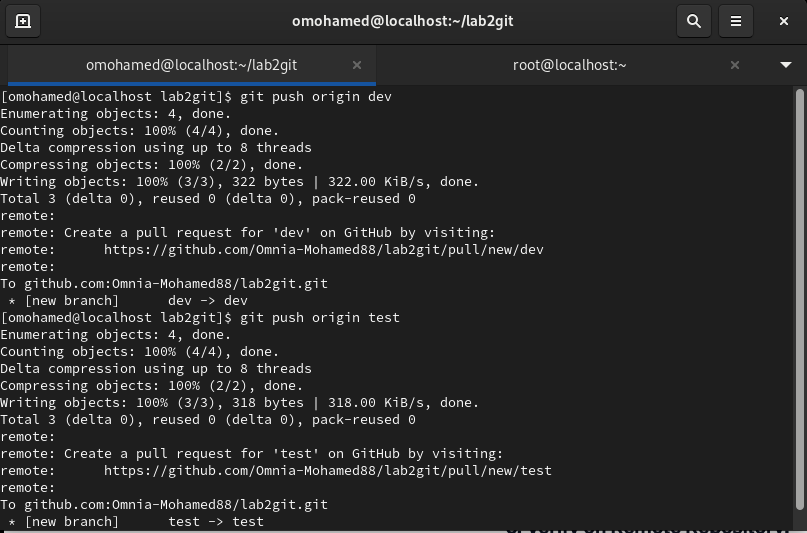 omohamed@localhost:~/lab2git
omohamed@localhost:~/lab2git
root@localhost:~
[omohamed@localhost lab2git]$ git push origin dev
Enumerating objects: 4, done.
Counting objects: 100% (4/4), done.
Delta compression using up to 8 threads
Compressing objects: 100% (2/2), done.
Writing objects: 100% (3/3), 322 bytes | 322.00 KiB/s, done.
Total 3 (delta 0), reused 0 (delta 0), pack-reused 0
remote:
remote: Create a pull request for 'dev' on GitHub by visiting:
remote:      https://github.com/Omnia-Mohamed88/lab2git/pull/new/dev
remote:
To github.com:Omnia-Mohamed88/lab2git.git
 * [new branch]      dev -> dev
[omohamed@localhost lab2git]$ git push origin test
Enumerating objects: 4, done.
Counting objects: 100% (4/4), done.
Delta compression using up to 8 threads
Compressing objects: 100% (2/2), done.
Writing objects: 100% (3/3), 318 bytes | 318.00 KiB/s, done.
Total 3 (delta 0), reused 0 (delta 0), pack-reused 0
remote:
remote: Create a pull request for 'test' on GitHub by visiting:
remote:      https://github.com/Omnia-Mohamed88/lab2git/pull/new/test
remote:
To github.com:Omnia-Mohamed88/lab2git.git
 * [new branch]      test -> test